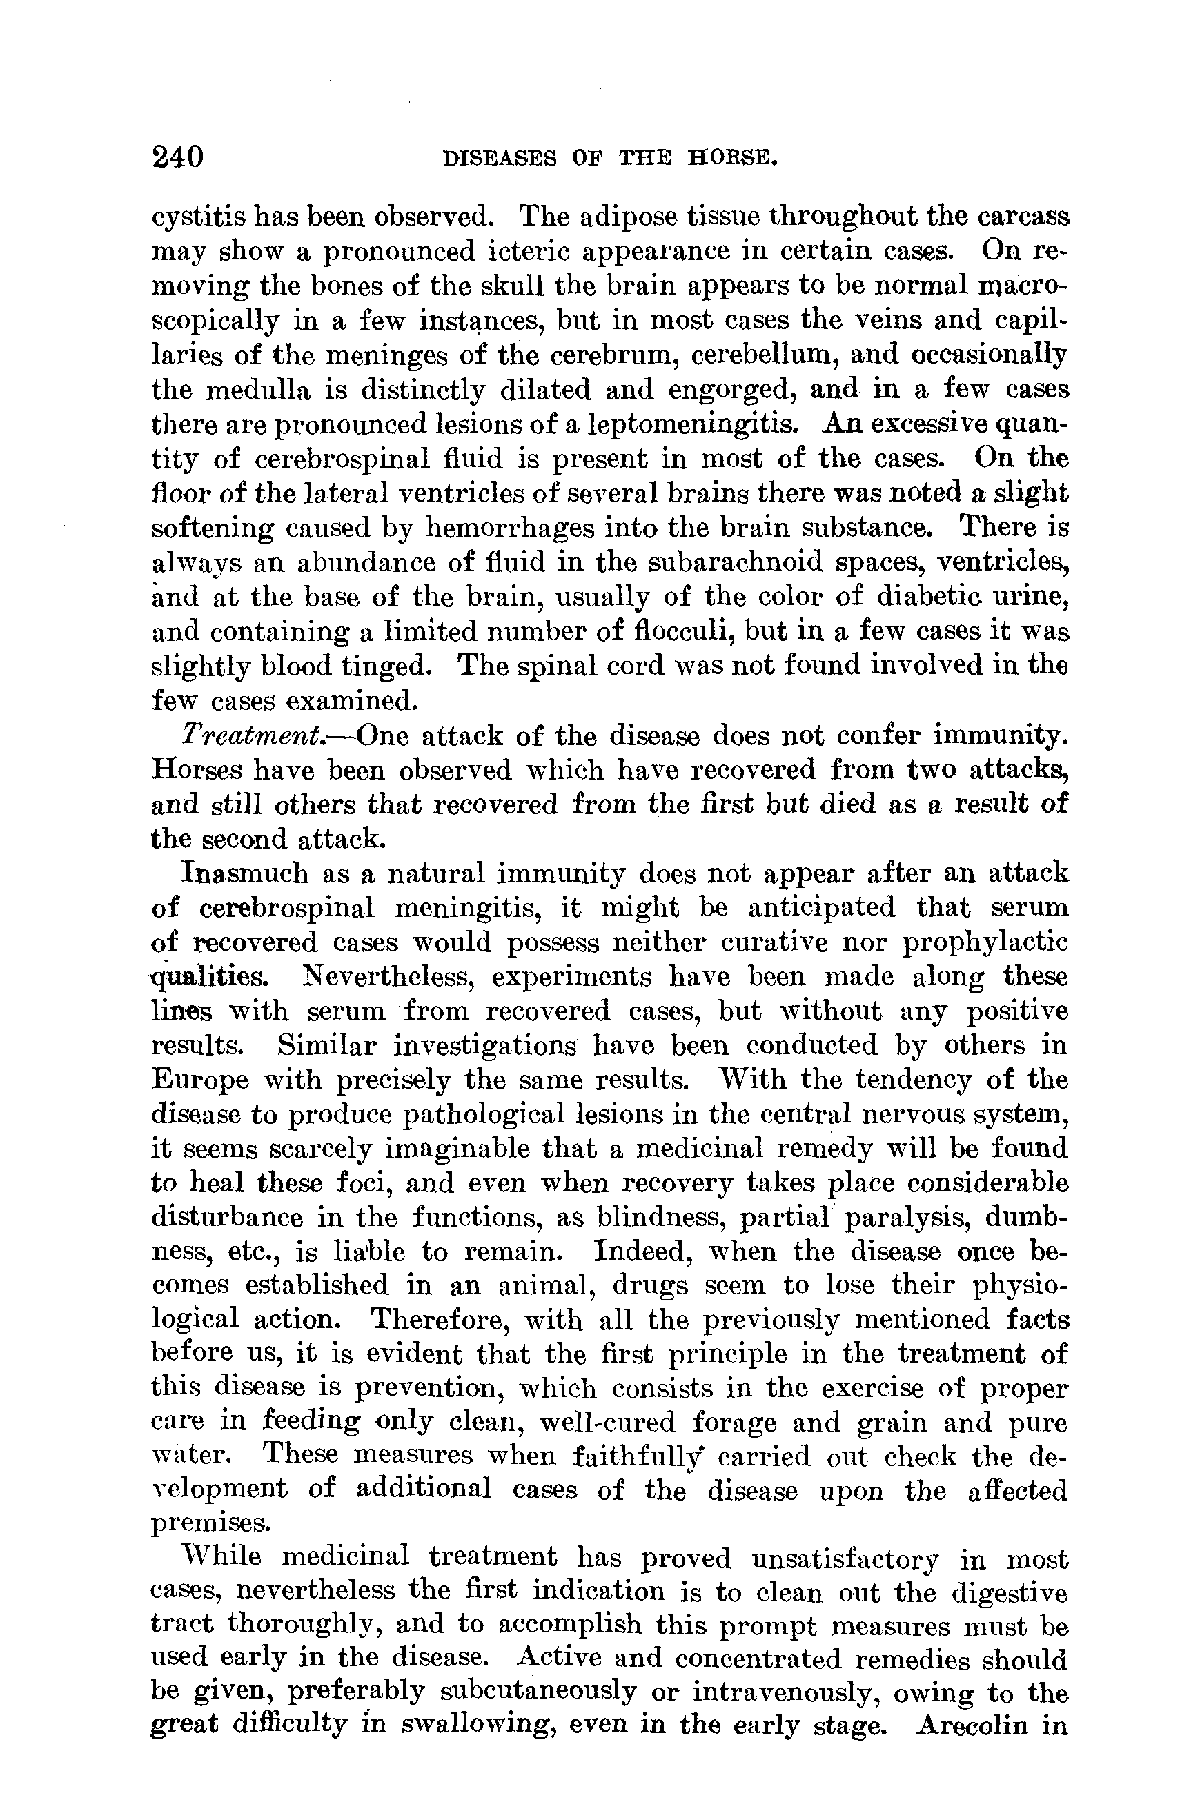 240 DISEASES OF THE HORSE.
cystitis has been observed. The adipose tissue throughout the carcass
may show a pronounced icteric appearance in certain cases. On re-
moving the bones of the skull the brain appears to be normal macro-
scopically in a few instances, but in most cases the veins and capil-
laries of the meninges of the cerebrum, cerebellum, and occasionally
the medulla is distinctly dilated and engorged, and in a few cases
there are pronounced lesions of a leptomeningitis. An excessive quan-
tity of cerebrospinal fluid is present in most of the cases. On the
floor of the lateral ventricles of several brains there was noted a slight
softening caused by hemorrhages into the brain substance. There is
always an abundance of fluid in the subarachnoid spaces, ventricles,
and at the base of the brain, usually of the color of diabetic urine,
and containing a limited number of flocculi, but in a few cases it was
slightly blood tinged. The spinal cord was not found involved in the
few cases examined.
Treatment.—One attack of the disease does not confer immunity.
Horses have been observed which have recovered from two attacks,
and still others that recovered from the first but died as a result of
the second attack.
Inasmuch as a natural immunity does not appear after an attack
of cerebrospinal meningitis, it might be anticipated that serum
of recovered cases would possess neither curative nor prophylactic
qualities. Nevertheless, experiments have been made along these
lines with serum from recovered cases, but without any positive
results. Similar investigations have been conducted by others in
Europe with precisely the same results. With the tendency of the
disease to produce pathological lesions in the central nervous system,
it seems scarcely imaginable that a medicinal remedy will be found
to heal these foci, and even when recovery takes place considerable
disturbance in the functions, as blindness, partial paralysis, dumb-
ness, etc., is liable to remain. Indeed, when the disease once be-
comes established in an animal, drugs seem to lose their physio-
logical action. Therefore, with all the previously mentioned facts
before us, it is evident that the first principle in the treatment of
this disease is prevention, which consists in the exercise of proper
care in feeding only clean, well-cured forage and grain and pure
water. These measures when faithfully carried out check the de-
velopment of additional cases of the disease upon the affected
premises.
While medicinal treatment has proved unsatisfactory in most
cases, nevertheless the first indication is to clean out the digestive
tract thoroughly, and to accomplish this prompt measures must be
used early in the disease. Active and concentrated remedies should
be given, preferably subcutaneously or intravenously, owing to the
great difficulty in swallowing, even in the early stage. Arecolin in